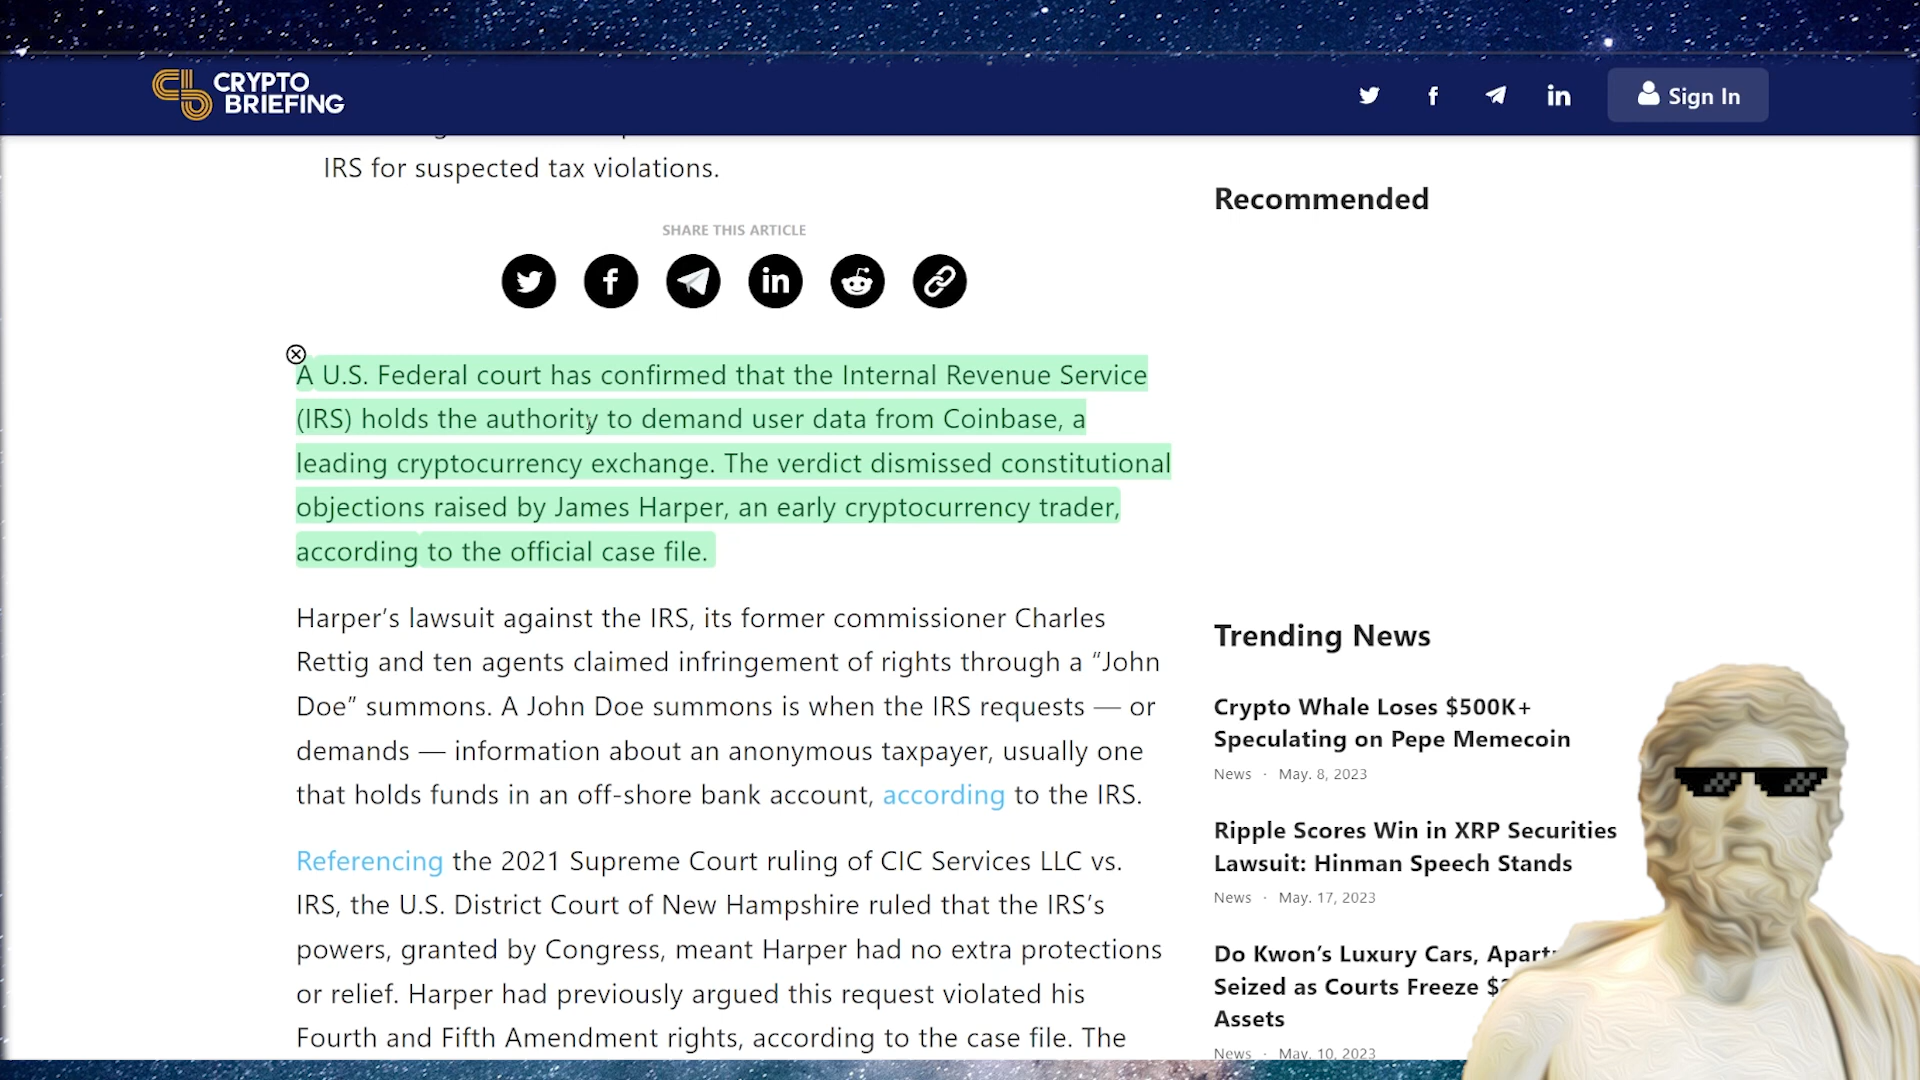 CRYPTO
BRIEFING
Sign In
IRS for suspected tax violations.
SHARE THIS ARTICLE
A U.S. Federal court has confirmed that the Internal Revenue Service
(IRS) holds the authority to demand user data from Coinbase, a
leading cryptocurrency exchange. The verdict dismissed constitutional
objections raised by James Harper, an early cryptocurrency trader,
according to the official case file.
Harper’s lawsuit against the IRS, its former commissioner Charles
Rettig and ten agents claimed infringement of rights through a “John
Doe” summons. A John Doe summons is when the IRS requests — or
demands — information about an anonymous taxpayer, usually one
that holds funds in an off-shore bank account, according to the IRS.
Referencing the 2021 Supreme Court ruling of CIC Services LLC vs.
IRS, the U.S. District Court of New Hampshire ruled that the IRS’s
powers, granted by Congress, meant Harper had no extra protections
or relief. Harper had previously argued this request violated his
Fourth and Fifth Amendment rights, according to the case file. The
Recommended
Trending News
Crypto Whale Loses $500K+
Speculating on Pepe Memecoin
News · May. 8, 2023
Ripple Scores Win in XRP Securities
Lawsuit: Hinman Speech Stands
News · May. 17, 2023
Do Kwon’s Luxury Cars,
Seized as Courts Freeze
Assets
News · May. 10, 2023